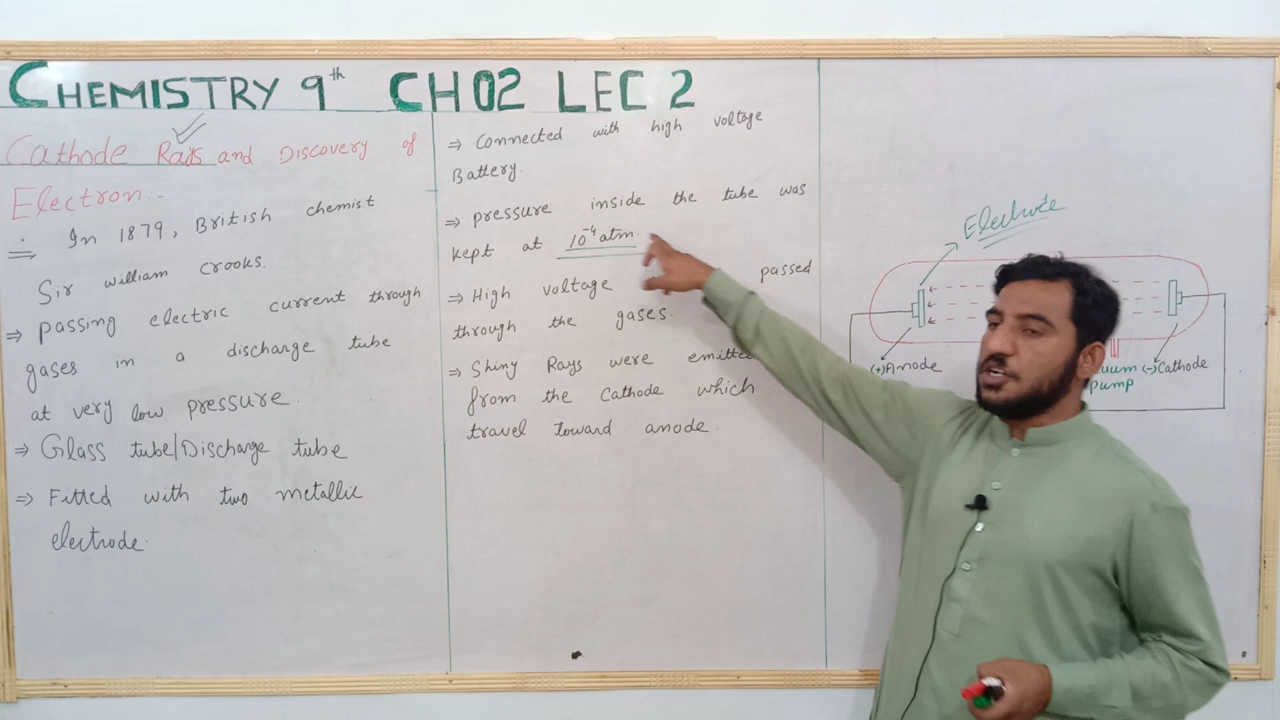 CHEMISTRY 9th CH02 LEC 2
Cathode Rays and Discovery of
Electron:-
In 1879, British chemist
Sir william crooks.
⇒ passing electric current through
gases in a discharge tube
at very low pressure.
⇒ Glass tube/Discharge tube
⇒ Fitted with two metallic
electrode.
⇒ Connected with high voltage
Battery.
⇒ pressure inside the tube was
kept at 10⁻⁴ atm.
⇒ High voltage passed
through the gases.
⇒ Shiny Rays were emitte
from the Cathode which
travel Toward anode.
Electrode
(+)Anode
uum
pump
(-)Cathode